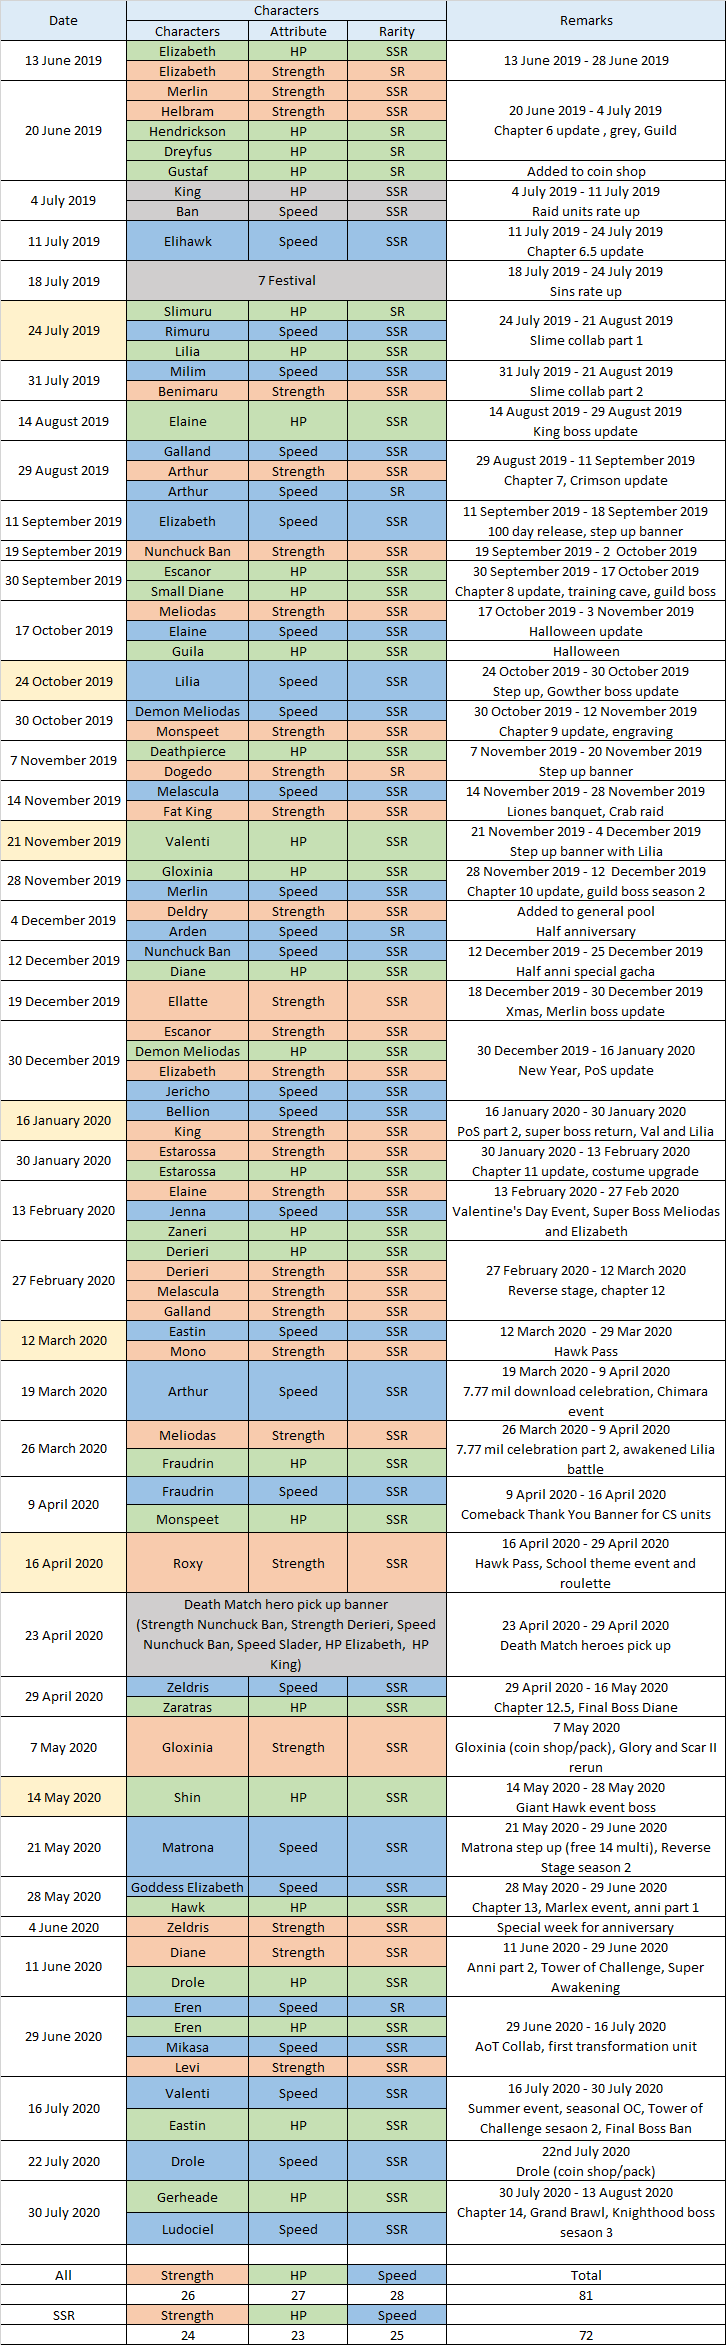 Date Characters Remarks
Characters Attribute Rarity
13 June 2019 Elizabeth HP SSR 13 June 2019 - 28 June 2019
Elizabeth Strength SR
20 June 2019 Merlin Strength SSR 20 June 2019 - 4 July 2019
Helbram Strength SSR Chapter 6 update , grey, Guild
Hendrickson HP SR
Dreyfus HP SR
Gustaf HP SR Added to coin shop
4 July 2019 King HP SSR 4 July 2019 - 11 July 2019
Ban Speed SSR Raid units rate up
11 July 2019 Elihawk Speed SSR 11 July 2019 - 24 July 2019
Chapter 6.5 update
18 July 2019 7 Festival 18 July 2019 - 24 July 2019
Sins rate up
24 July 2019 Slimuru HP SR 24 July 2019 - 21 August 2019
Rimuru Speed SSR Slime collab part 1
Lilia HP SSR
31 July 2019 Milim Speed SSR 31 July 2019 - 21 August 2019
Benimaru Strength SSR Slime collab part 2
14 August 2019 Elaine HP SSR 14 August 2019 - 29 August 2019
King boss update
29 August 2019 Galland Speed SSR 29 August 2019 - 11 September 2019
Arthur Strength SSR Chapter 7, Crimson update
Arthur Speed SR
11 September 2019 Elizabeth Speed SSR 11 September 2019 - 18 September 2019
100 day release, step up banner
19 September 2019 Nunchuck Ban Strength SSR 19 September 2019 - 2 October 2019
30 September 2019 Escanor HP SSR 30 September 2019 - 17 October 2019
Small Diane HP SSR Chapter 8 update, training cave, guild boss
17 October 2019 Meliodas Strength SSR 17 October 2019 - 3 November 2019
Elaine Speed SSR Halloween update
Guila HP SSR Halloween
24 October 2019 Lilia Speed SSR 24 October 2019 - 30 October 2019
Step up, Gowther boss update
30 October 2019 Demon Meliodas Speed SSR 30 October 2019 - 12 November 2019
Monspeet Strength SSR Chapter 9 update, engraving
7 November 2019 Deathpierce HP SSR 7 November 2019 - 20 November 2019
Dogedo Strength SR Step up banner
14 November 2019 Melascula Speed SSR 14 November 2019 - 28 November 2019
Fat King Strength SSR Liones banquet, Crab raid
21 November 2019 Valenti HP SSR 21 November 2019 - 4 December 2019
Step up banner with Lilia
28 November 2019 Gloxinia HP SSR 28 November 2019 - 12 December 2019
Merlin Speed SSR Chapter 10 update, guild boss season 2
4 December 2019 Deldry Strength SSR Added to general pool
Arden Speed SR Half anniversary
12 December 2019 Nunchuck Ban Speed SSR 12 December 2019 - 25 December 2019
Diane HP SSR Half anni special gacha
19 December 2019 Ellatte Strength SSR 18 December 2019 - 30 December 2019
Xmas, Merlin boss update
30 December 2019 Escanor Strength SSR 30 December 2019 - 16 January 2020
Demon Meliodas HP SSR New Year, PoS update
Elizabeth Strength SSR
Jericho Speed SSR
16 January 2020 Bellion Speed SSR 16 January 2020 - 30 January 2020
King Strength SSR PoS part 2, super boss return, Val and Lilia
30 January 2020 Estarossa Strength SSR 30 January 2020 - 13 February 2020
Estarossa HP SSR Chapter 11 update, costume upgrade
13 February 2020 Elaine Strength SSR 13 February 2020 - 27 Feb 2020
Jenna Speed SSR Valentine's Day Event, Super Boss Meliodas
Zaneri HP SSR and Elizabeth
27 February 2020 Derieri HP SSR 27 February 2020 - 12 March 2020
Derieri Strength SSR Reverse stage, chapter 12
Melascula Strength SSR
Galland Strength SSR
12 March 2020 Eastin Speed SSR 12 March 2020 - 29 Mar 2020
Mono Strength SSR Hawk Pass
19 March 2020 Arthur Speed SSR 19 March 2020 - 9 April 2020
7.77 mil download celebration, Chimara
event
26 March 2020 Meliodas Strength SSR 26 March 2020 - 9 April 2020
Fraudrin HP SSR 7.77 mil celebration part 2, awakened Lilia
battle
9 April 2020 Fraudrin Speed SSR 9 April 2020 - 16 April 2020
Monspeet HP SSR Comeback Thank You Banner for CS units
16 April 2020 Roxy Strength SSR 16 April 2020 - 29 April 2020
Hawk Pass, School theme event and
roulette
23 April 2020 Death Match hero pick up banner 23 April 2020 - 29 April 2020
(Strength Nunchuck Ban, Strength Derieri, Speed Death Match heroes pick up
Nunchuck Ban, Speed Slader, HP Elizabeth, HP
King)
29 April 2020 Zeldris Speed SSR 29 April 2020 - 16 May 2020
Zaratras HP SSR Chapter 12.5, Final Boss Diane
7 May 2020 Gloxinia Strength SSR 7 May 2020
Gloxinia (coin shop/pack), Glory and Scar II
rerun
14 May 2020 Shin HP SSR 14 May 2020 - 28 May 2020
Giant Hawk event boss
21 May 2020 Matrona Speed SSR 21 May 2020 - 29 June 2020
Matrona step up (free 14 multi), Reverse
Stage season 2
28 May 2020 Goddess Elizabeth Speed SSR 28 May 2020 - 29 June 2020
Hawk HP SSR Chapter 13, Marlex event, anni part 1
4 June 2020 Zeldris Strength SSR Special week for anniversary
11 June 2020 Diane Strength SSR 11 June 2020 - 29 June 2020
Drole HP SSR Anni part 2, Tower of Challenge, Super
Awakening
29 June 2020 Eren Speed SR 29 June 2020 - 16 July 2020
Eren HP SSR AoT Collab, first transformation unit
Mikasa Speed SSR
Levi Strength SSR
16 July 2020 Valenti Speed SSR 16 July 2020 - 30 July 2020
Eastin HP SSR Summer event, seasonal OC, Tower of
Challenge sesaon 2, Final Boss Ban
22 July 2020 Drole Speed SSR 22nd July 2020
Drole (coin shop/pack)
30 July 2020 Gerheade HP SSR 30 July 2020 - 13 August 2020
Ludociel Speed SSR Chapter 14, Grand Brawl, Knighthood boss
sesaon 3
All Strength HP Speed Total
26 27 28 81
SSR Strength HP Speed
24 23 25 72